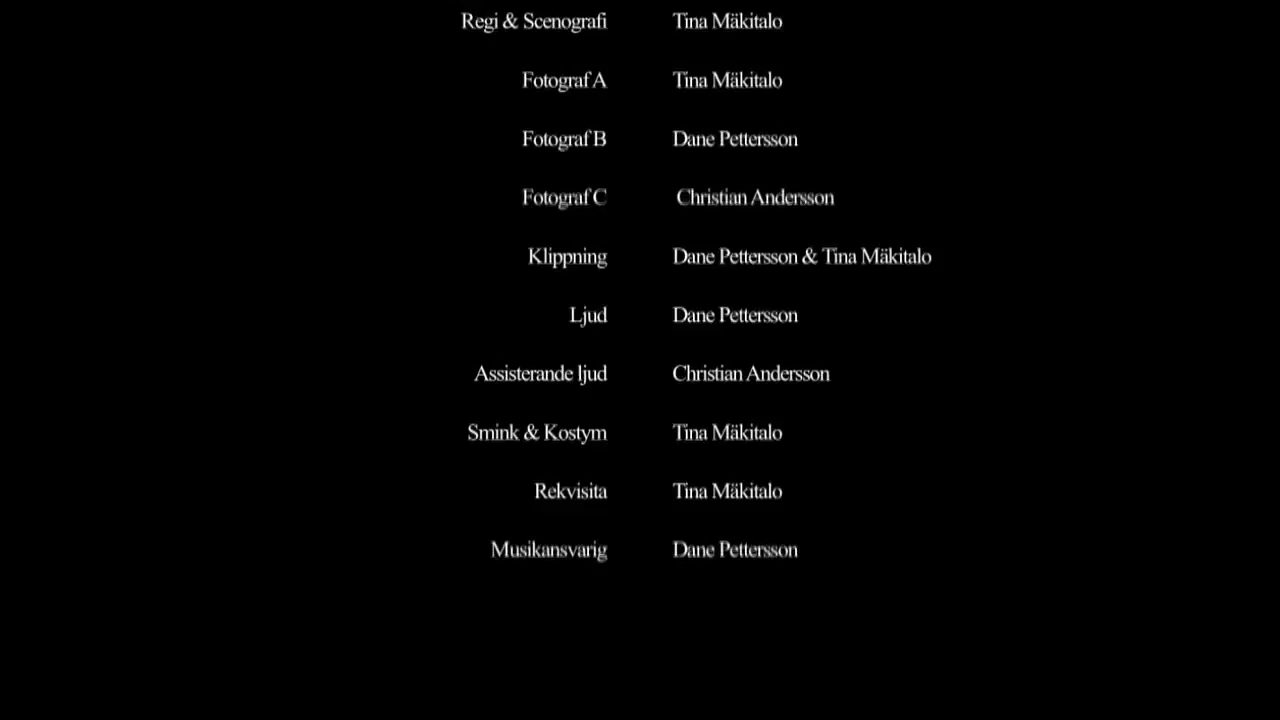 Regi & Scenografi Tina Mäkitalo
Fotograf A Tina Mäkitalo
Fotograf B Dane Pettersson
Fotograf C Christian Andersson
Klippning Dane Pettersson & Tina Mäkitalo
Ljud Dane Pettersson
Assisterande ljud Christian Andersson
Smink & Kostym Tina Mäkitalo
Rekvisita Tina Mäkitalo
Musikansvarig Dane Pettersson